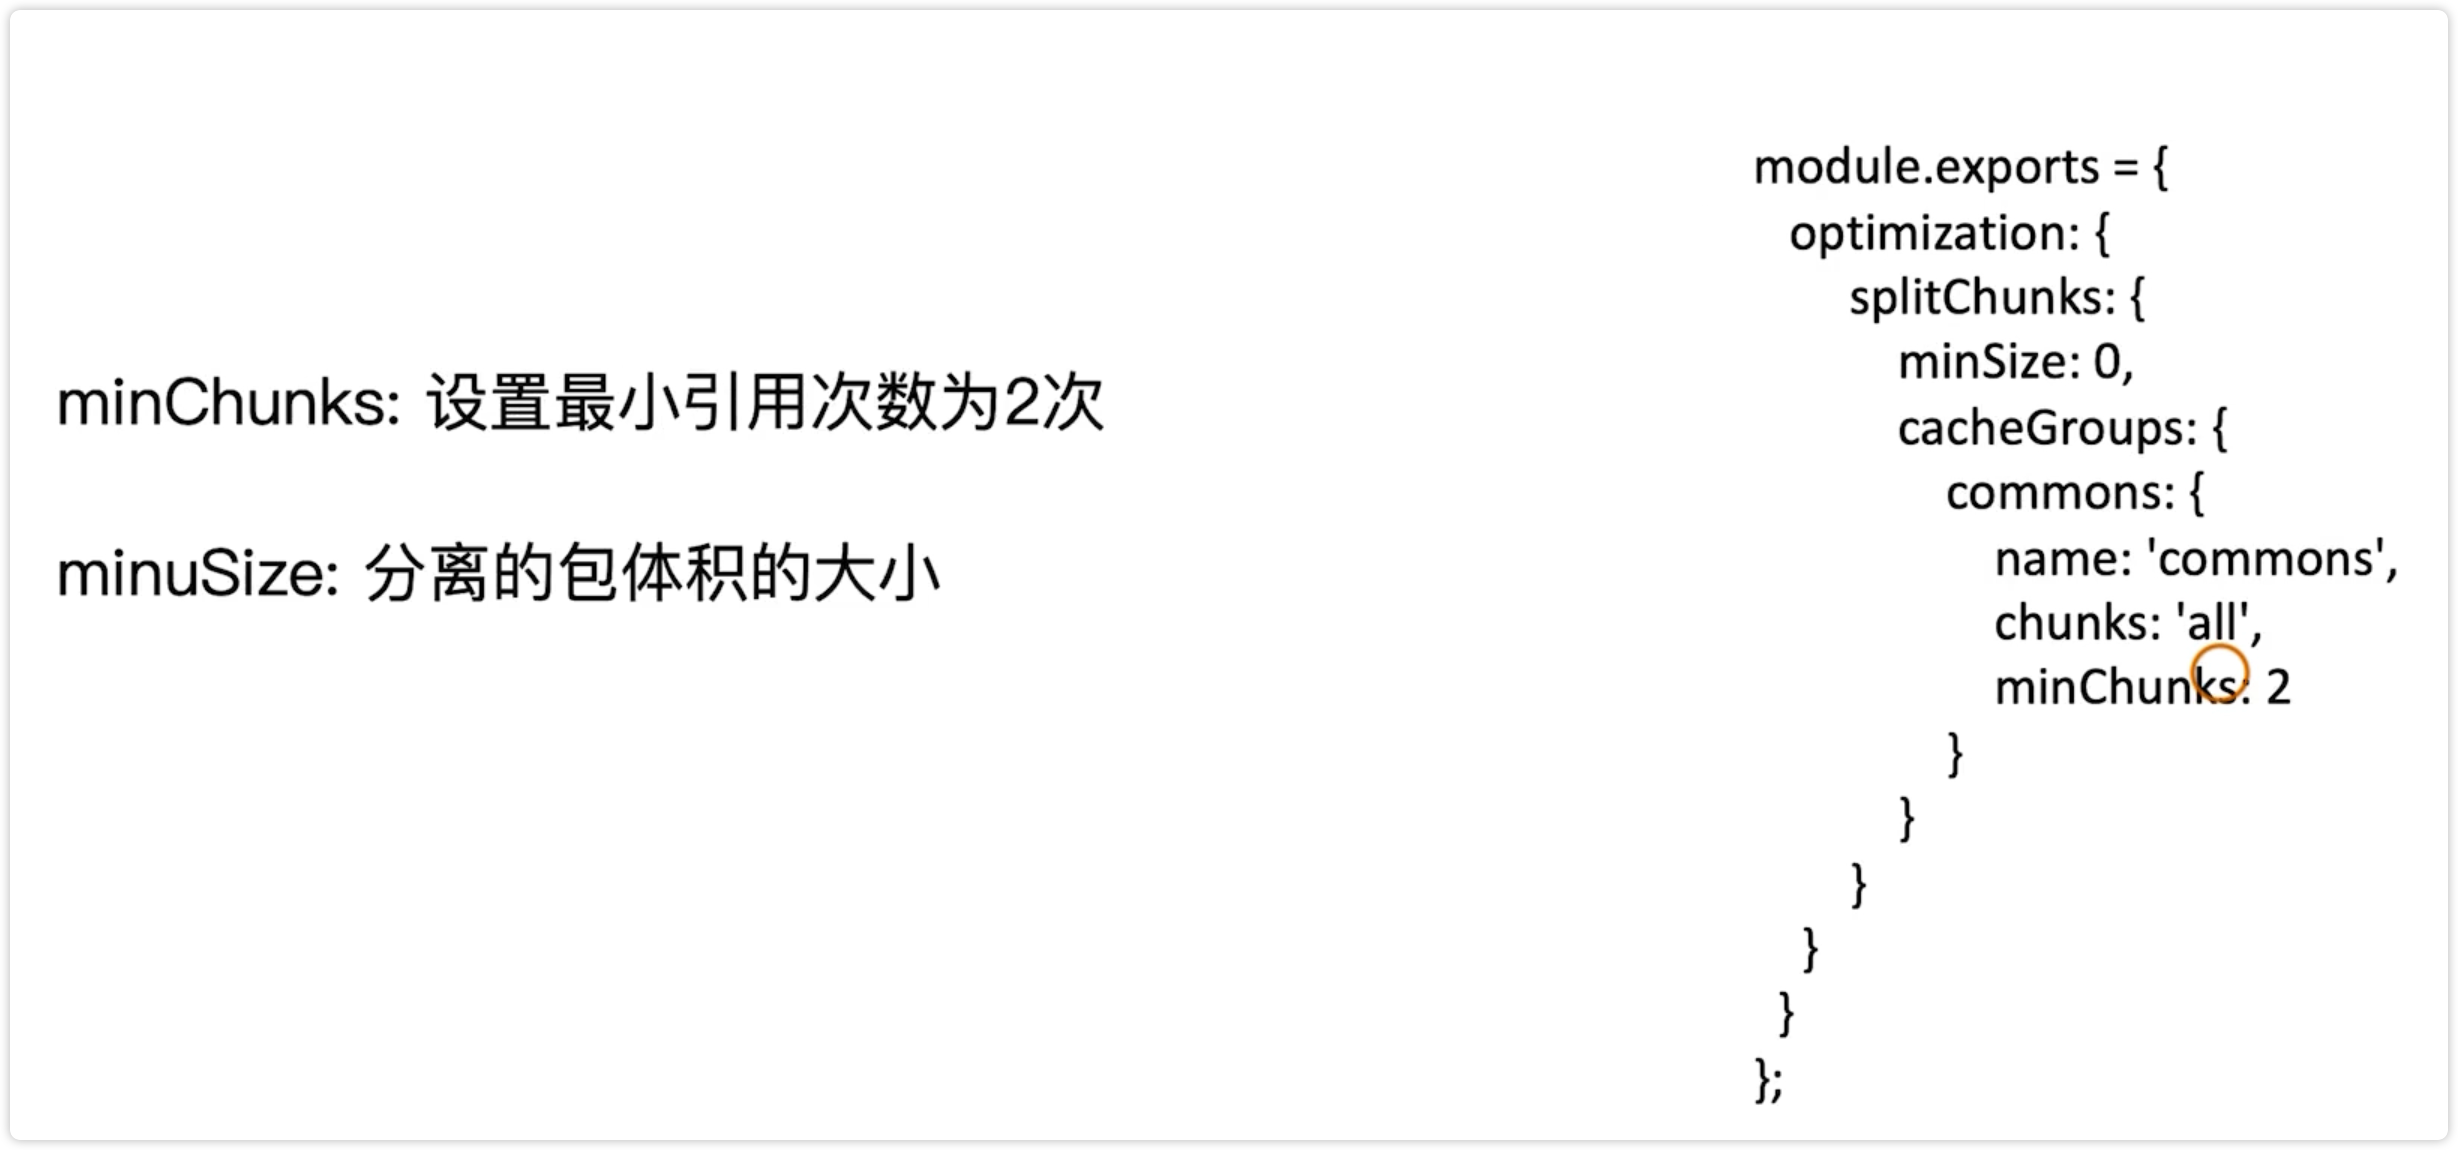 minChunks: 设置最小引用次数为2次
minuSize: 分离的包体积的大小
module.exports = {
optimization: {
splitChunks: {
minSize: 0,
cacheGroups: {
commons: {
name: 'commons',
chunks: 'all',
minChunks: 2
}
}
}
}
}
};